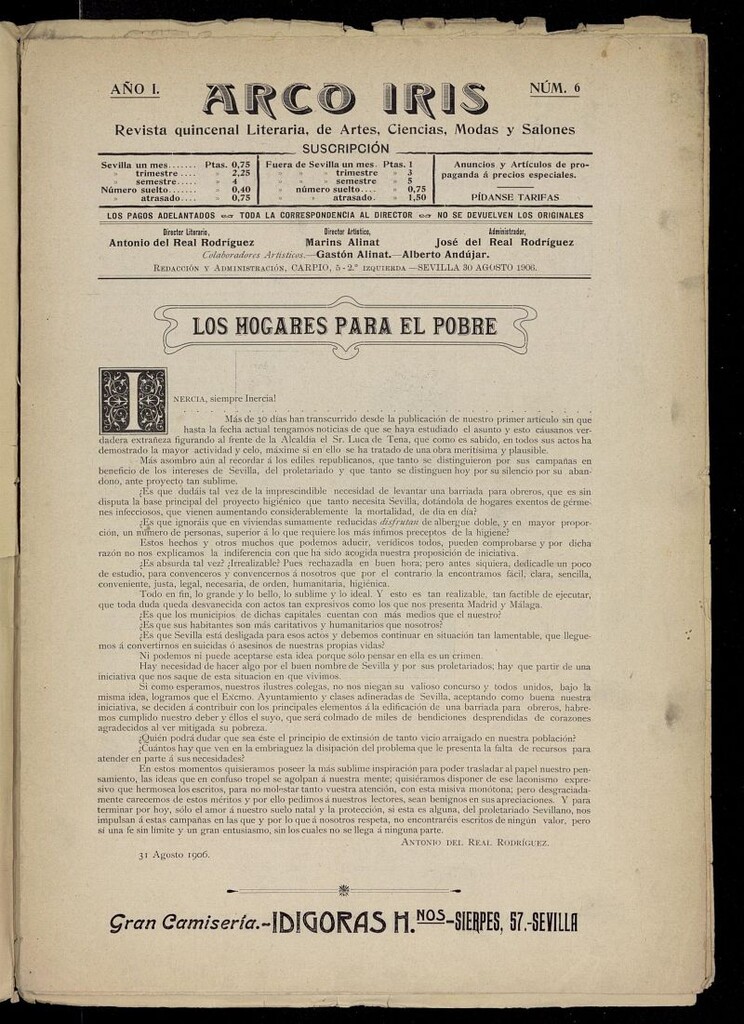 AÑO I.
ARCO IRIS
NÚM. 6
Revista quincenal Literaria, de Artes, Ciencias, Modas y Salones
SUSCRIPCIÓN
Sevilla un mes....... Ptas. 0,75
» trimestre.... » 2,25
» semestre..... » 4
Número suelto....... » 0,40
» atrasado..... » 0,75
Fuera de Sevilla un mes. Ptas. 1
» » trimestre » 3
» » semestre » 5
» número suelto.. » 0,75
» » atrasado. » 1,50
Anuncios y Artículos de pro-
paganda á precios especiales.
PÍDANSE TARIFAS
LOS PAGOS ADELANTADOS TODA LA CORRESPONDENCIA AL DIRECTOR NO SE DEVUELVEN LOS ORIGINALES
Director Literario,
Antonio del Real Rodríguez
Director Artístico,
Marins Alinat
Administrador,
José del Real Rodríguez
Colaboradores Artísticos.—Gastón Alinat.—Alberto Andújar.
REDACCIÓN Y ADMINISTRACIÓN, CARPIO, 5-2.º IZQUIERDA—SEVILLA 30 AGOSTO 1906.
LOS HOGARES PARA EL POBRE
INERCIA, siempre Inercia!
Más de 30 días han transcurrido desde la publicación de nuestro primer artículo sin que
hasta la fecha actual tengamos noticias de que se haya estudiado el asunto y esto cáusanos ver-
dadera extrañeza figurando al frente de la Alcaldía el Sr. Luca de Tena, que como es sabido, en todos sus actos ha
demostrado la mayor actividad y celo, máxime si en ello se ha tratado de una obra meritísima y plausible.
Más asombro aún al recordar á los ediles republicanos, que tanto se distinguieron por sus campañas en
beneficio de los intereses de Sevilla, del proletariado y que tanto se distinguen hoy por su silencio por su aban-
dono, ante proyecto tan sublime.
¿Es que dudáis tal vez de la imprescindible necesidad de levantar una barriada para obreros, que es sin
disputa la base principal del proyecto higiénico que tanto necesita Sevilla, dotándola de hogares exentos de gérme-
nes infecciosos, que vienen aumentando considerablemente la mortalidad, de día en día?
¿Es que ignoráis que en viviendas sumamente reducidas disfrutan de albergue doble, y en mayor propor-
ción, un número de personas, superior á lo que requiere los más ínfimos preceptos de la higiene?
Estos hechos y otros muchos que podemos aducir, verídicos todos, pueden comprobarse y por dicha
razón no nos explicamos la indiferencia con que ha sido acogida nuestra proposición de iniciativa.
¿Es absurda tal vez? ¿Irrealizable? Pues rechazadla en buen hora; pero antes siquiera, dedicadle un poco
de estudio, para convenceros y convencernos á nosotros que por el contrario la encontramos fácil, clara, sencilla,
conveniente, justa, legal, necesaria, de orden, humanitaria, higiénica.
Todo en fin, lo grande y lo bello, lo sublime y lo ideal. Y esto es tan realizable, tan factible de ejecutar,
que toda duda queda desvanecida con actos tan expresivos como los que nos presenta Madrid y Málaga.
¿Es que los municipios de dichas capitales cuentan con más medios que el nuestro?
¿Es que sus habitantes son más caritativos y humanitarios que nosotros?
¿Es que Sevilla está desligada para esos actos y debemos continuar en situación tan lamentable, que llegue-
mos á convertirnos en suicidas ó asesinos de nuestras propias vidas?
Ni podemos ni puede aceptarse esta idea porque sólo pensar en ella es un crimen.
Hay necesidad de hacer algo por el buen nombre de Sevilla y por sus proletariados; hay que partir de una
iniciativa que nos saque de esta situacion en que vivimos.
Si como esperamos, nuestros ilustres colegas, no nos niegan su valioso concurso y todos unidos, bajo la
misma idea, logramos que el Excmo. Ayuntamiento y clases adineradas de Sevilla, aceptando como buena nuestra
iniciativa, se deciden á contribuir con los principales elementos á la edificación de una barriada para obreros, habre-
mos cumplido nuestro deber y éllos el suyo, que será colmado de miles de bendiciones desprendidas de corazones
agradecidos al ver mitigada su pobreza.
¿Quién podrá dudar que sea éste el principio de extinsión de tanto vicio arraigado en nuestra población?
¿Cuántos hay que ven en la embriaguez la disipación del problema que le presenta la falta de recursos para
atender en parte á sus necesidades?
En estos momentos quisieramos poseer la más sublime inspiración para poder trasladar al papel nuestro pen-
samiento, las ideas que en confuso tropel se agolpan á nuestra mente; quisiéramos disponer de ese laconismo expre-
sivo que hermosea los escritos, para no molestar tanto vuestra atención, con esta misiva monótona; pero desgraciada-
mente carecemos de estos méritos y por ello pedimos á nuestros lectores, sean benignos en sus apreciaciones. Y para
terminar por hoy, sólo el amor á nuestro suelo natal y la protección, si esta es alguna, del proletariado Sevillano, nos
impulsan á estas campañas en las que y por lo que á nosotros respeta, no encontraréis escritos de ningún valor, pero
sí una fe sin límite y un gran entusiasmo, sin los cuales no se llega á ninguna parte.
ANTONIO DEL REAL RODRÍGUEZ.
31 Agosto 1906.
Gran Camisería.-IDIGORAS H.NOS-SIERPES, 57.-SEVILLA